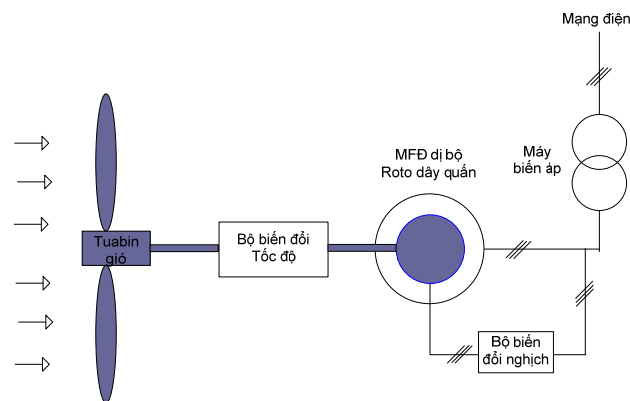 Mạng điện
MFĐ dị bộ
Roto dây quấn
Máy
biến áp
Tuabin
gió
Bộ biến đổi
Tốc độ
Bộ biến
đổi nghịch